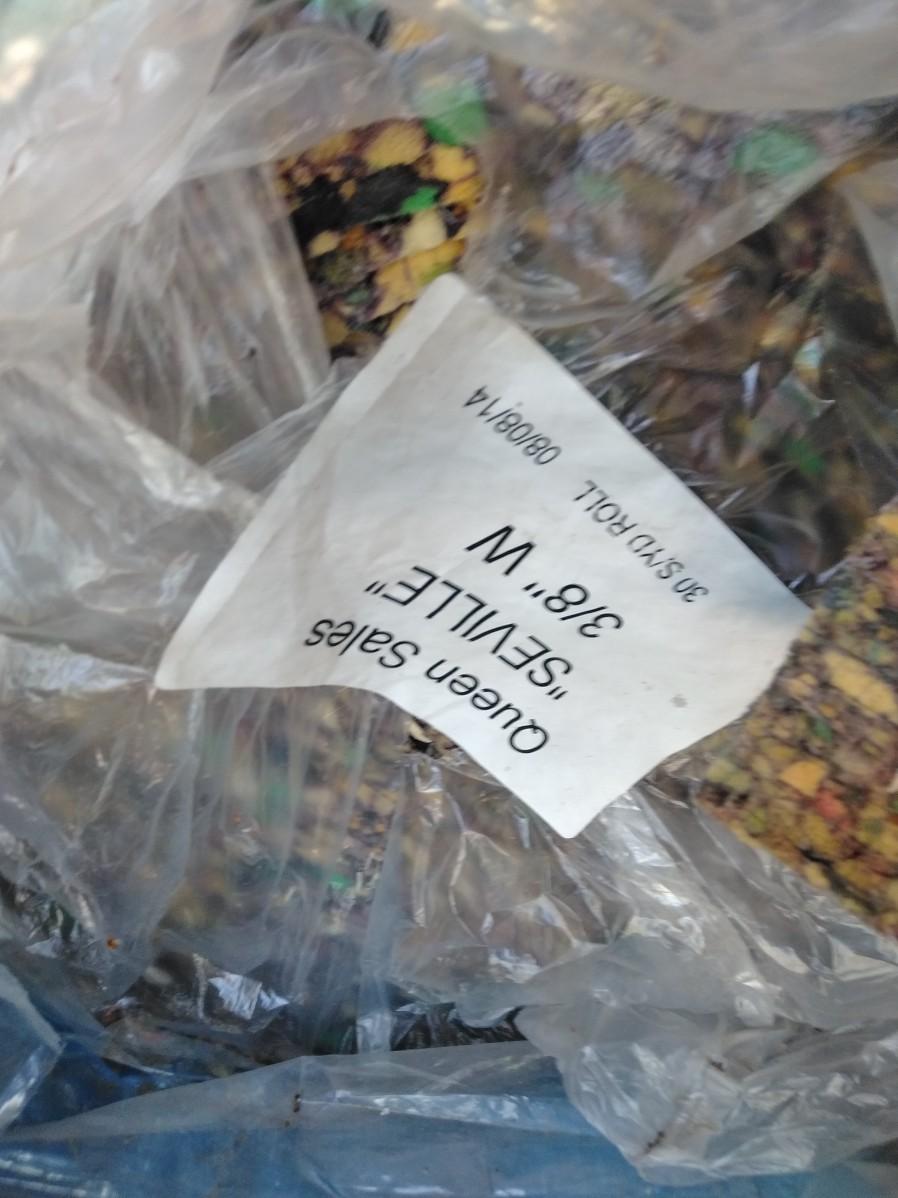 Queen Sales
"SEVILLE"
3/8" W
30 S/YD ROLL
08/08/14